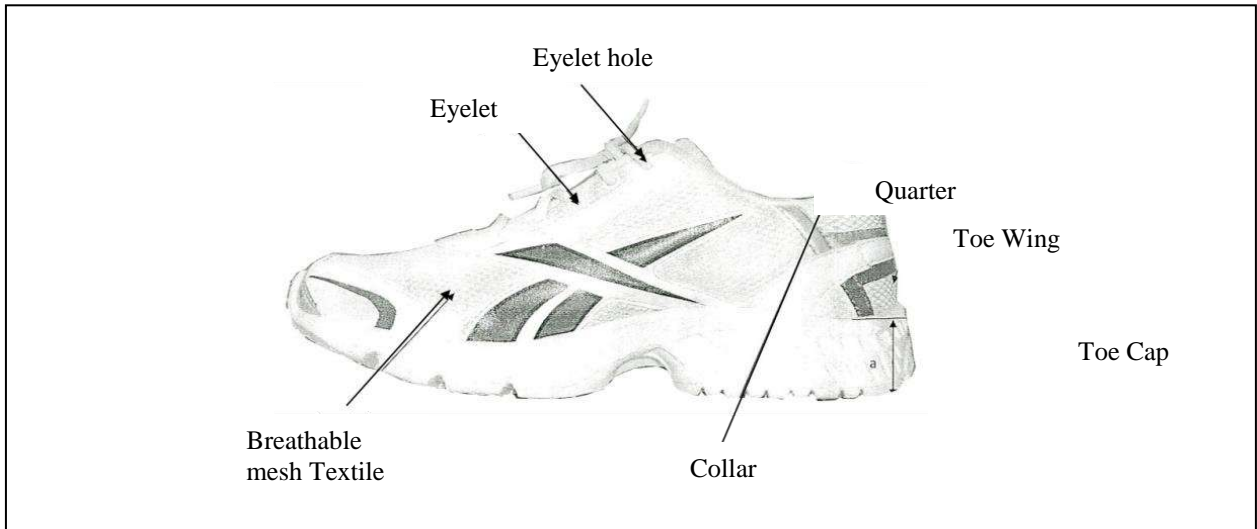 Eyelet hole
Eyelet
Quarter
Toe Wing
a
Toe Cap
Breathable
mesh Textile
Collar